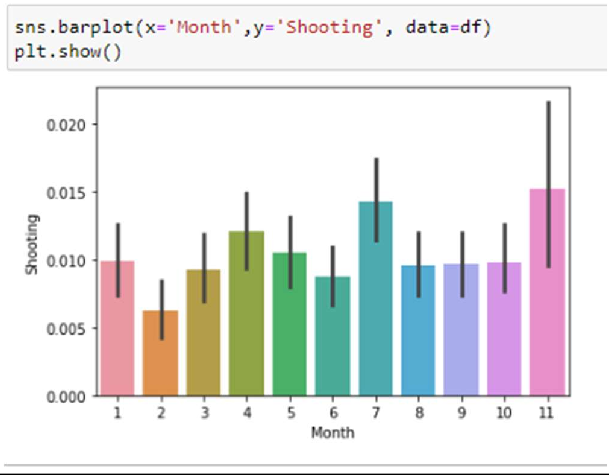 sns.barplot(x='Month',y='Shooting', data=df)
plt.show()
0.020
0.015
0.010
0.005
0.000
Shooting
1 2 3 4 5 6 7 8 9 10 11
Month